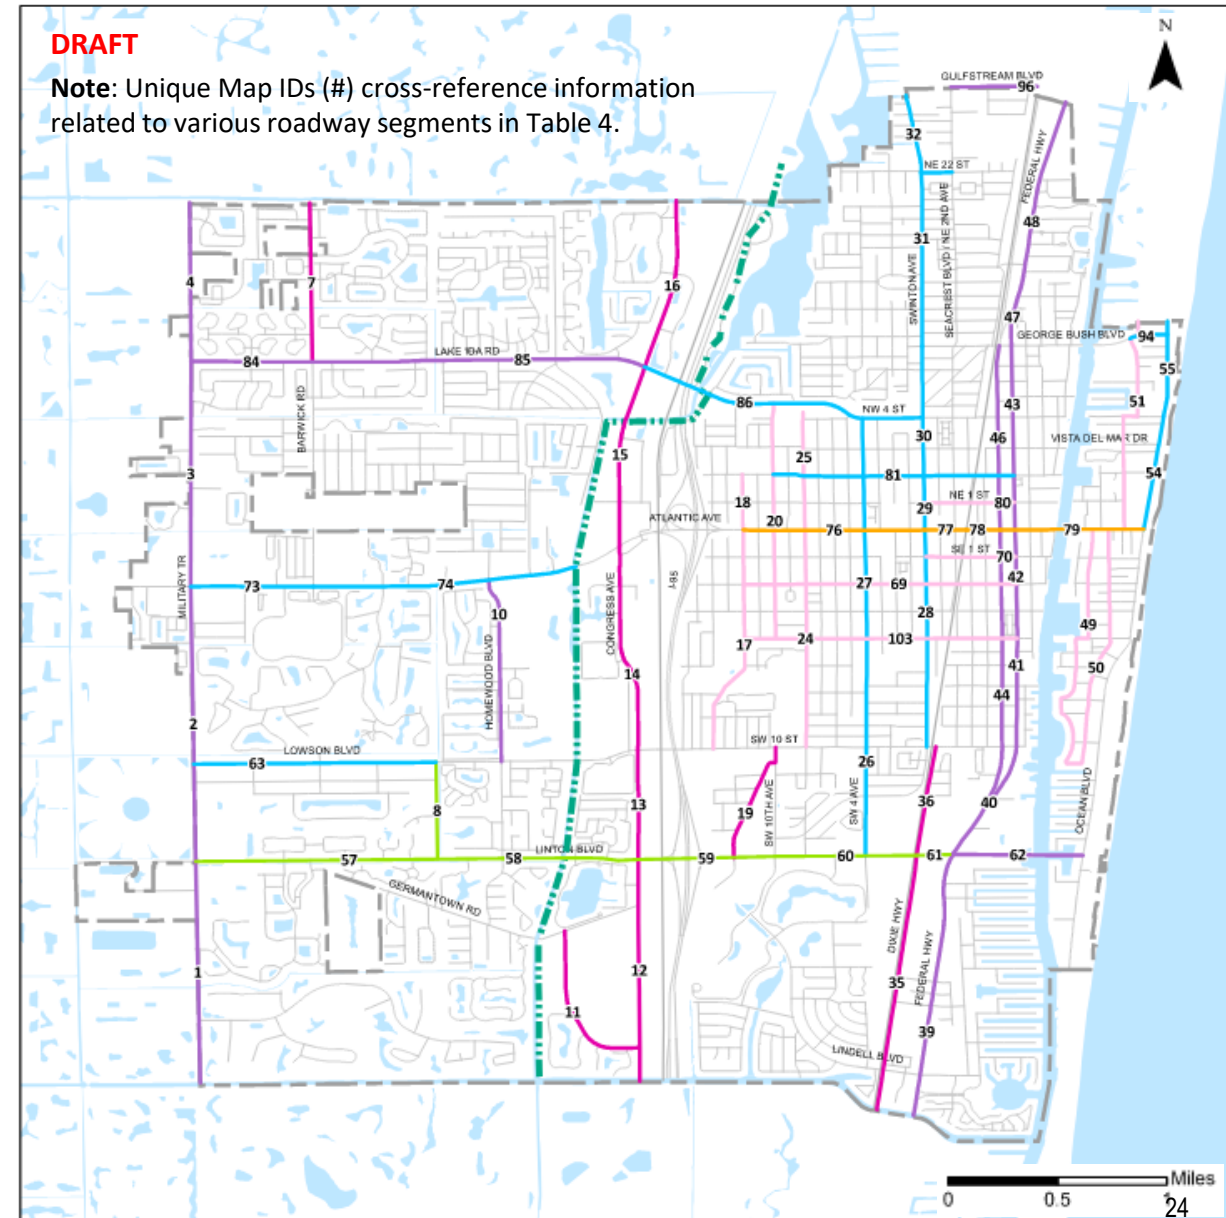 DRAFT
Note: Unique Map IDs (#) cross-reference information
related to various roadway segments in Table 4.
N
GULFSTREAM BLVD
96
32
FEDERAL HWY
NE 22 ST
SEACREST BLVD / NE 2ND AVE
48
31
SWINTON AVE
4
7
16
47
GEORGE BUSH BLVD
94
LAKE IDA RD
84
85
55
86
NW 4 ST
43
51
BARWICK RD
30
46
VISTA DEL MAR DR
15
25
3
81
54
18
NE 1 ST
29
80
ATLANTIC AVE
20
76
77
78
79
SE 1 ST
70
MILITARY TR
73
74
I-95
27
69
42
CONGRESS AVE
10
28
49
HOMEWOOD BLVD
17
24
103
14
41
50
44
2
SW 10 ST
LOWSON BLVD
63
26
8
13
19
SW 10TH AVE
SW 4 AVE
36
40
OCEAN BLVD
LINTON BLVD
57
58
59
60
61
62
GERMANTOWN RD
DIXIE HWY
FEDERAL HWY
1
12
35
11
39
LINDELL BLVD
Miles
0
0.5
1
24